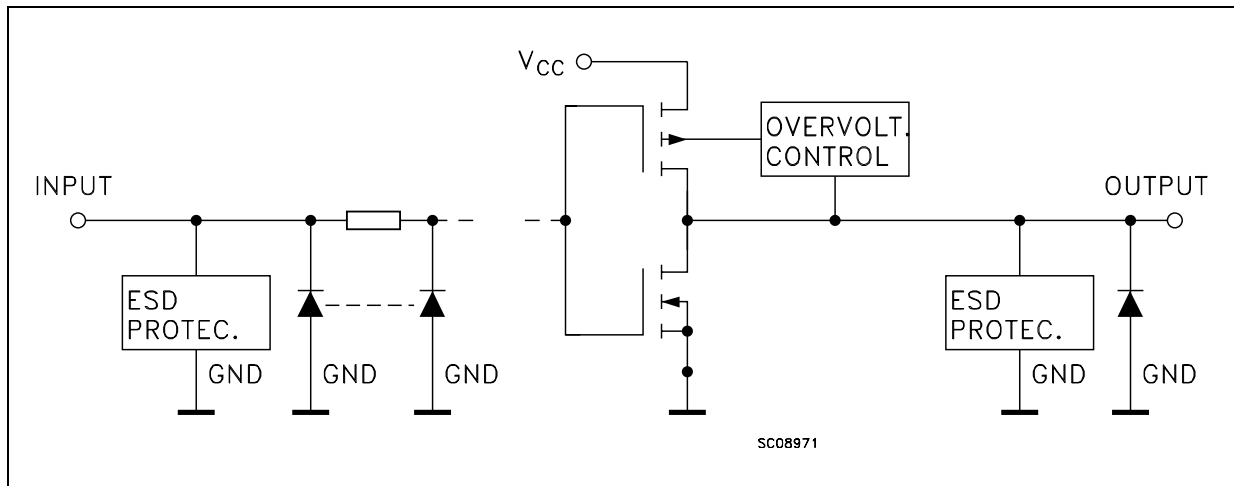 VCC
OVERVOLT.
CONTROL
INPUT
OUTPUT
ESD
PROTEC.
GND
GND
GND
ESD
PROTEC.
GND
GND
SC08971